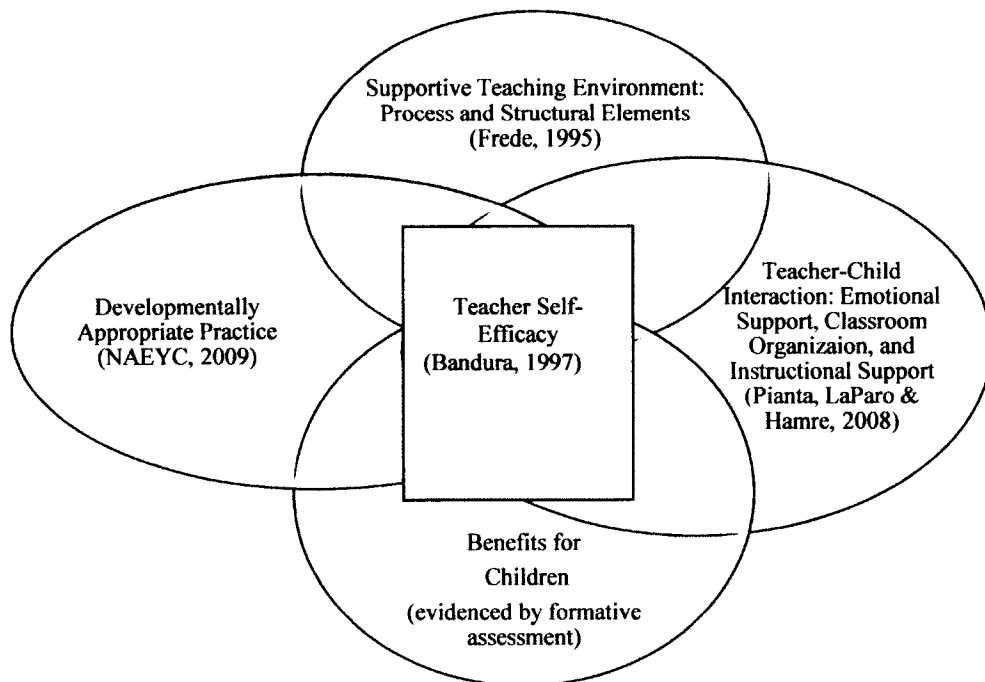 Supportive Teaching Environment:
Process and Structural Elements
(Frede, 1995)
Developmentally
Appropriate Practice
(NAEYC, 2009)
Teacher Self-
Efficacy
(Bandura, 1997)
Teacher-Child
Interaction: Emotional
Support, Classroom
Organizaion, and
Instructional Support
(Pianta, LaParo &
Hamre, 2008)
Benefits for
Children
(evidenced by formative
assessment)